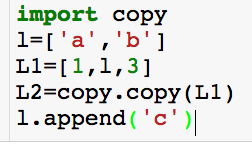 import copy
l=['a','b']
L1=[1,l,3]
L2=copy.copy(L1)
l.append('c')